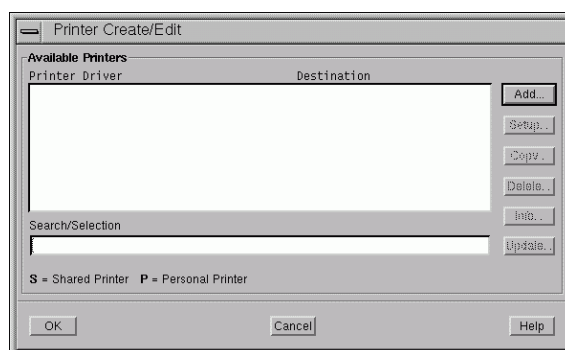 Printer Create/Edit
Available Printers
Printer Driver Destination
Add...
Setup..
Copy.
Delete..
Info..
Update..
Search/Selection
S = Shared Printer P = Personal Printer
OK Cancel Help